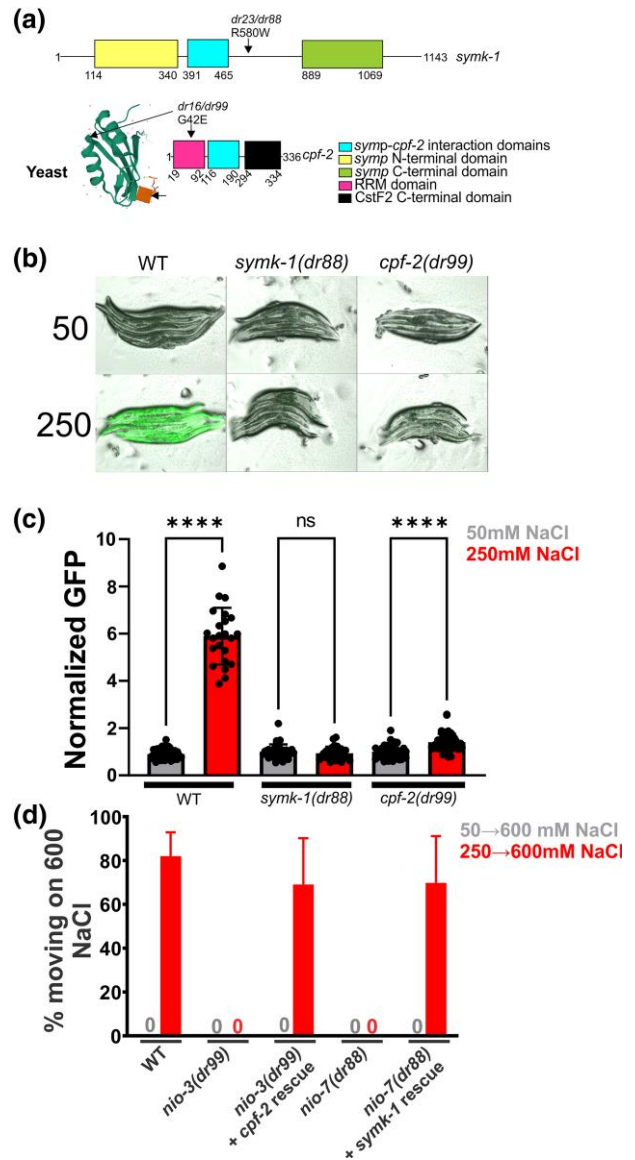 (a)
dr23/dr88
R580W
1
1143 symk-1
114 340 391 465 889 1069
dr16/dr99
G42E
Yeast
1
336 cpf-2
19 92 116 190 294 334
symp-cpf-2 interaction domains
symp N-terminal domain
symp C-terminal domain
RRM domain
CstF2 C-terminal domain
(b)
WT symk-1(dr88) cpf-2(dr99)
50
250
(c)
**** ns ****
50mM NaCl
250mM NaCl
Normalized GFP
10
8
6
4
2
0
WT symk-1(dr88) cpf-2(dr99)
(d)
50→600 mM NaCl
250→600mM NaCl
% moving on 600
NaCl
100
80
60
40
20
0
0 0 0 0 0 0 0
WT
nio-3(dr99)
nio-3(dr99)
+ cpf-2 rescue
nio-7(dr88)
nio-7(dr88)
+ symk-1 rescue